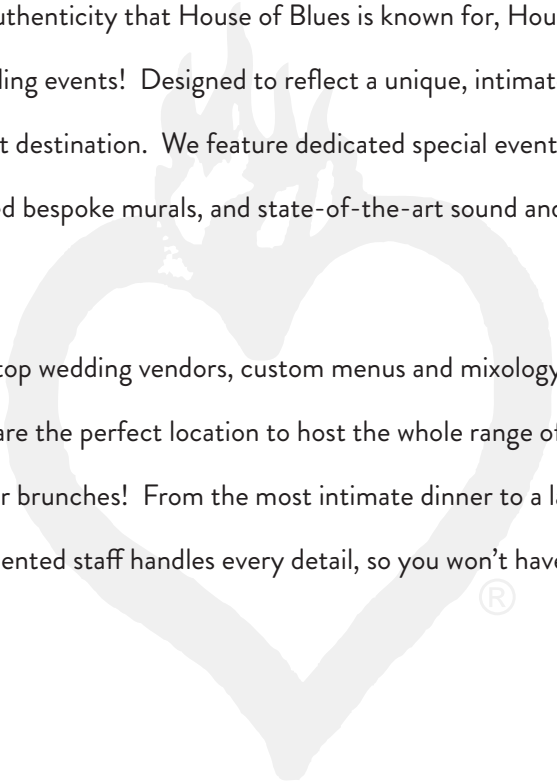 uthenticity that House of Blues is known for, Hou
ling events! Designed to reflect a unique, intimat
t destination. We feature dedicated special event
ed bespoke murals, and state-of-the-art sound and
top wedding vendors, custom menus and mixology
are the perfect location to host the whole range of
r brunches! From the most intimate dinner to a la
ented staff handles every detail, so you won't have
®